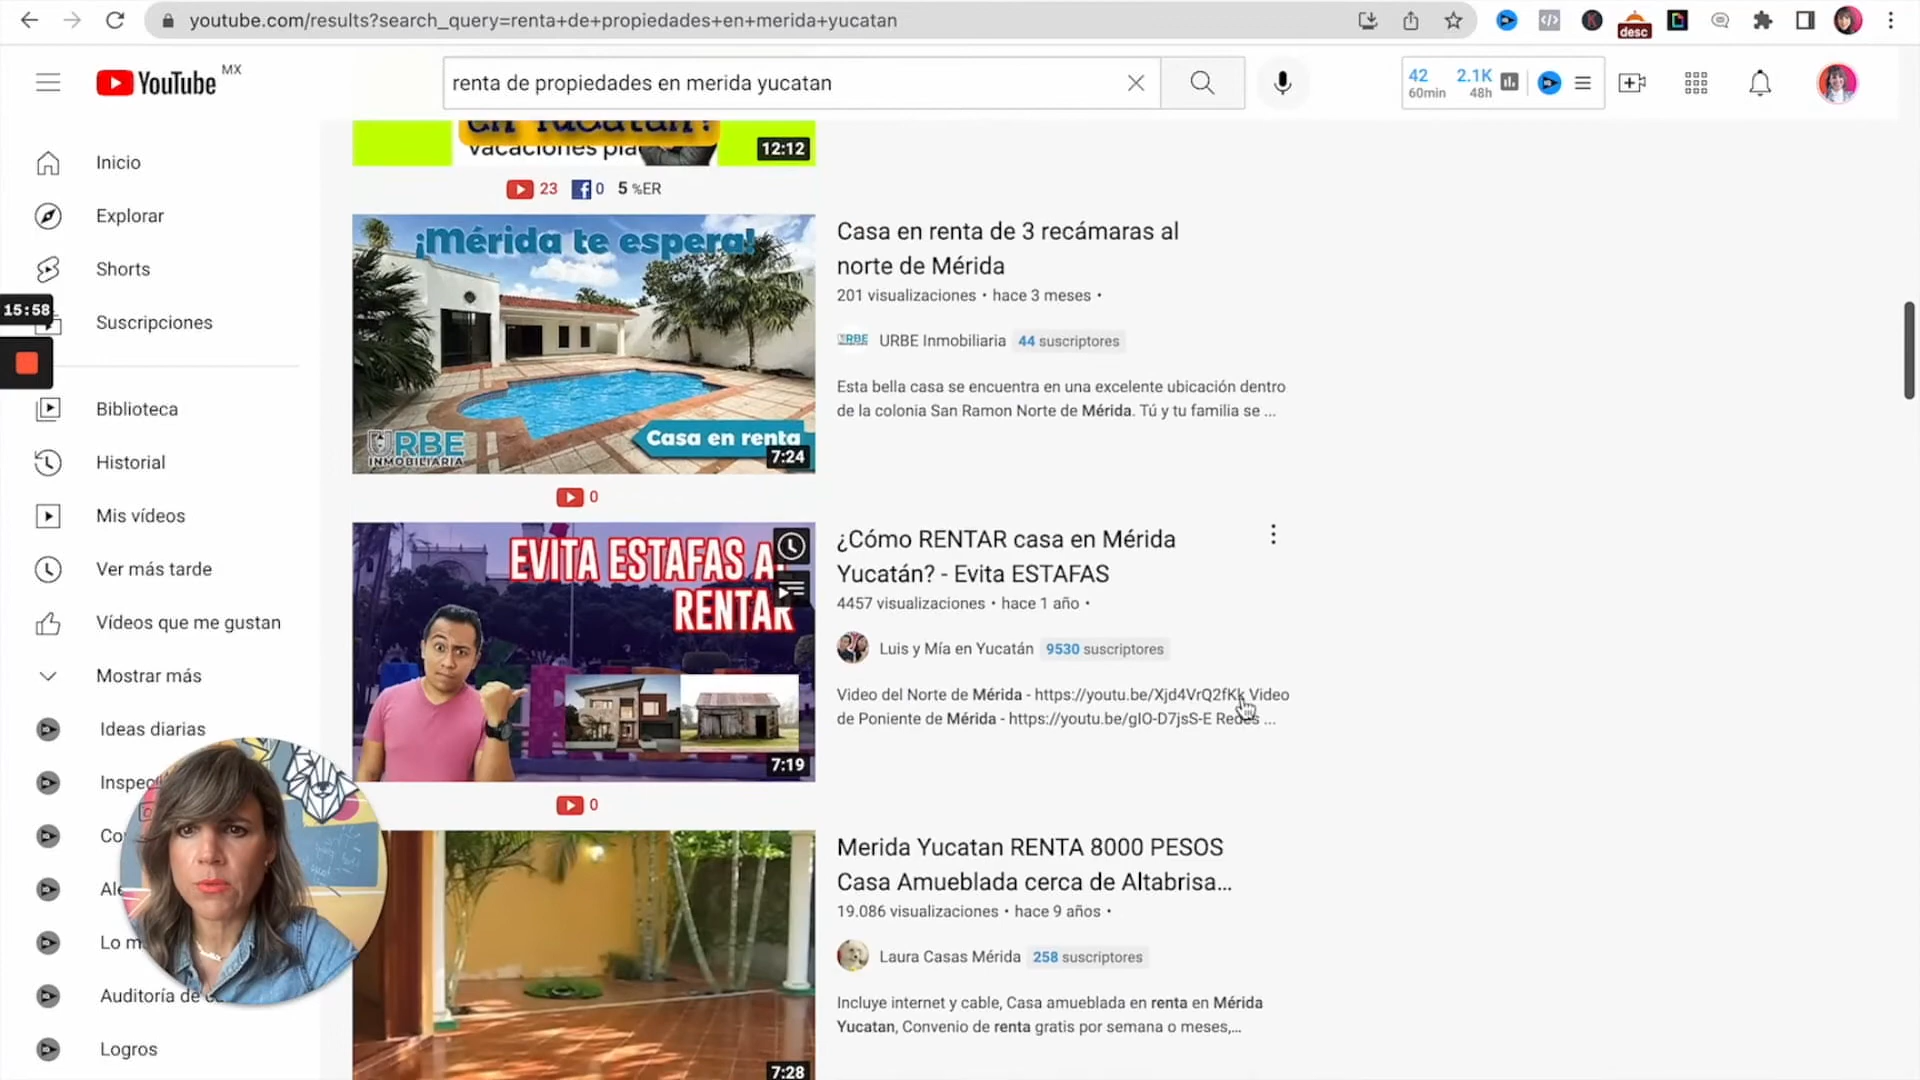 youtube.com/results?search_query=renta+de+propiedades+en+merida+yucatan
desc
YouTube MX
renta de propiedades en merida yucatan
42
60min
2.1K
48h
Inicio
Explorar
Shorts
Suscripciones
15:58
Biblioteca
Historial
Mis vídeos
Ver más tarde
Vídeos que me gustan
Mostrar más
Ideas diarias
Inspec
Co
Ale
Lo m
Auditoría de
Logros
en Yucatán?
vacaciones pla
12:12
23
0
5 %ER
¡Mérida te espera!
URBE
INMOBILIARIA
Casa en renta
7:24
Casa en renta de 3 recámaras al
norte de Mérida
201 visualizaciones • hace 3 meses •
URBE Inmobiliaria 44 suscriptores
Esta bella casa se encuentra en una excelente ubicación dentro
de la colonia San Ramon Norte de Mérida. Tú y tu familia se ...
0
EVITA ESTAFAS A
RENTAR
7:19
¿Cómo RENTAR casa en Mérida
Yucatán? - Evita ESTAFAS
4457 visualizaciones • hace 1 año •
Luis y Mía en Yucatán 9530 suscriptores
Video del Norte de Mérida - https://youtu.be/Xjd4VrQ2fKk Video
de Poniente de Mérida - https://youtu.be/gIO-D7jsS-E Redes ...
0
7:28
Merida Yucatan RENTA 8000 PESOS
Casa Amueblada cerca de Altabrisa...
19.086 visualizaciones • hace 9 años •
Laura Casas Mérida 258 suscriptores
Incluye internet y cable, Casa amueblada en renta en Mérida
Yucatan, Convenio de renta gratis por semana o meses,...